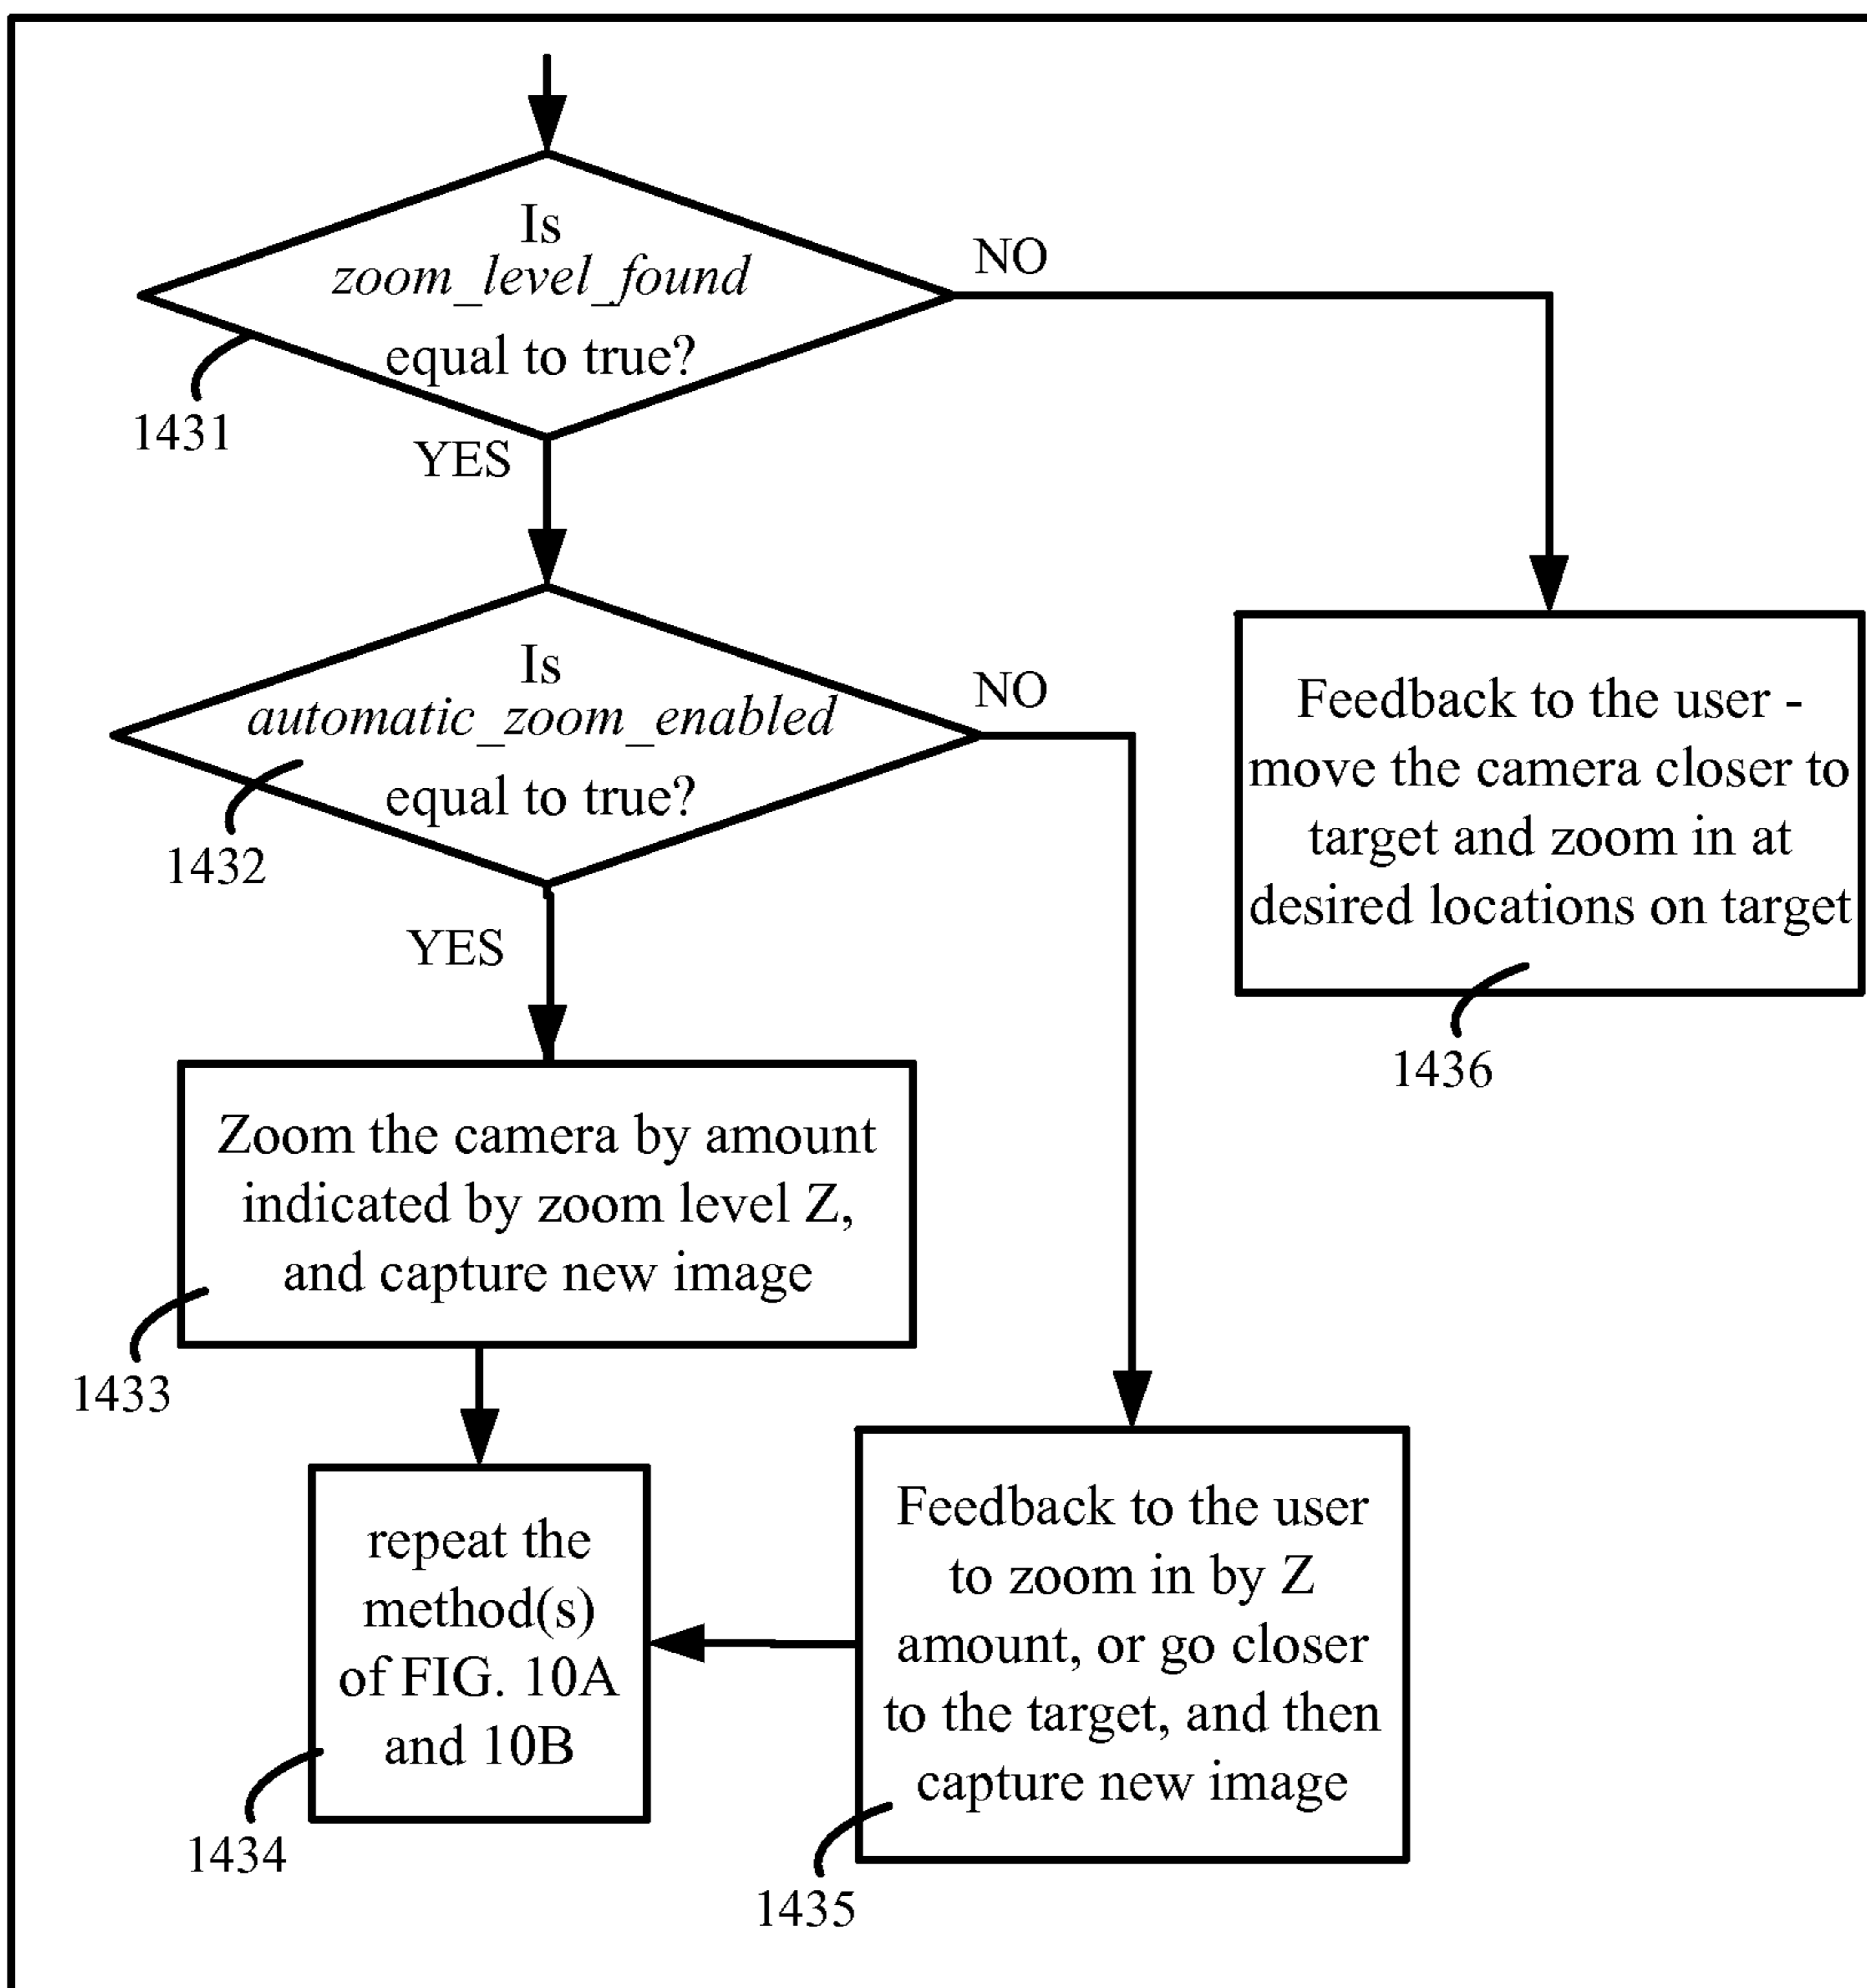 Is
zoom_level_found
equal to true?
NO
1431
YES
Is
automatic_zoom_enabled
equal to true?
NO
1432
YES
Feedback to the user -
move the camera closer to
target and zoom in at
desired locations on target
1436
Zoom the camera by amount
indicated by zoom level Z,
and capture new image
1433
repeat the
method(s)
of FIG. 10A
and 10B
1434
Feedback to the user
to zoom in by Z
amount, or go closer
to the target, and then
capture new image
1435